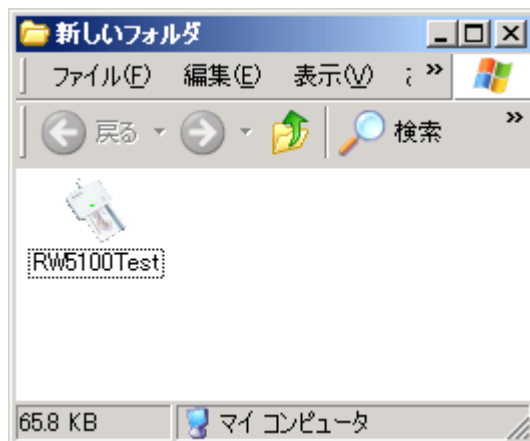 新しいフォルダ
ファイル(F) 編集(E) 表示(V) »
戻る 検索 »
RW5100Test
65.8 KB マイ コンピュータ